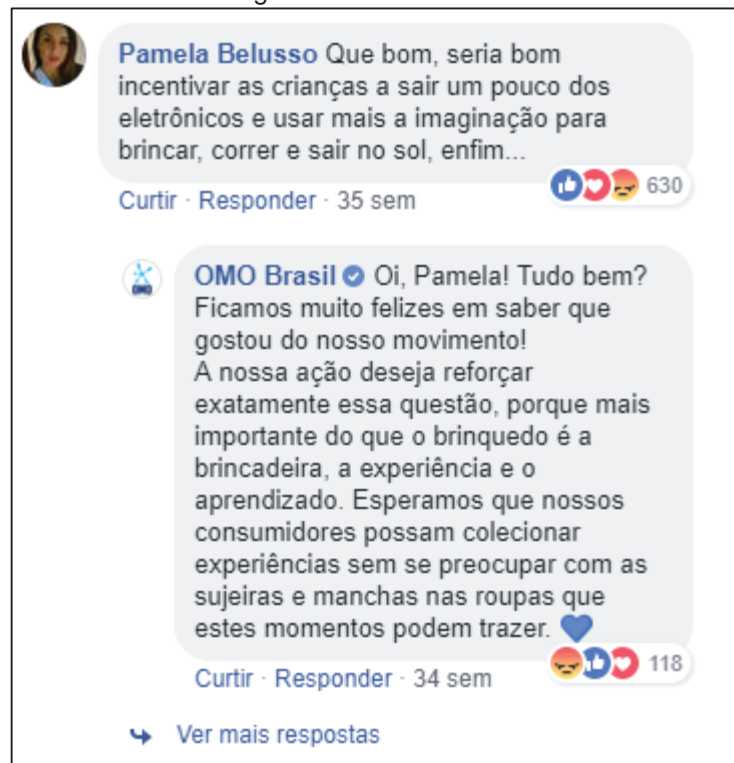 Pamela Belusso Que bom, seria bom
incentivar as crianças a sair um pouco dos
eletrônicos e usar mais a imaginação para
brincar, correr e sair no sol, enfim...
630
Curtir · Responder · 35 sem
OMO
OMO Brasil Oi, Pamela! Tudo bem?
Ficamos muito felizes em saber que
gostou do nosso movimento!
A nossa ação deseja reforçar
exatamente essa questão, porque mais
importante do que o brinquedo é a
brincadeira, a experiência e o
aprendizado. Esperamos que nossos
consumidores possam colecionar
experiências sem se preocupar com as
sujeiras e manchas nas roupas que
estes momentos podem trazer. 💙
118
Curtir · Responder · 34 sem
Ver mais respostas